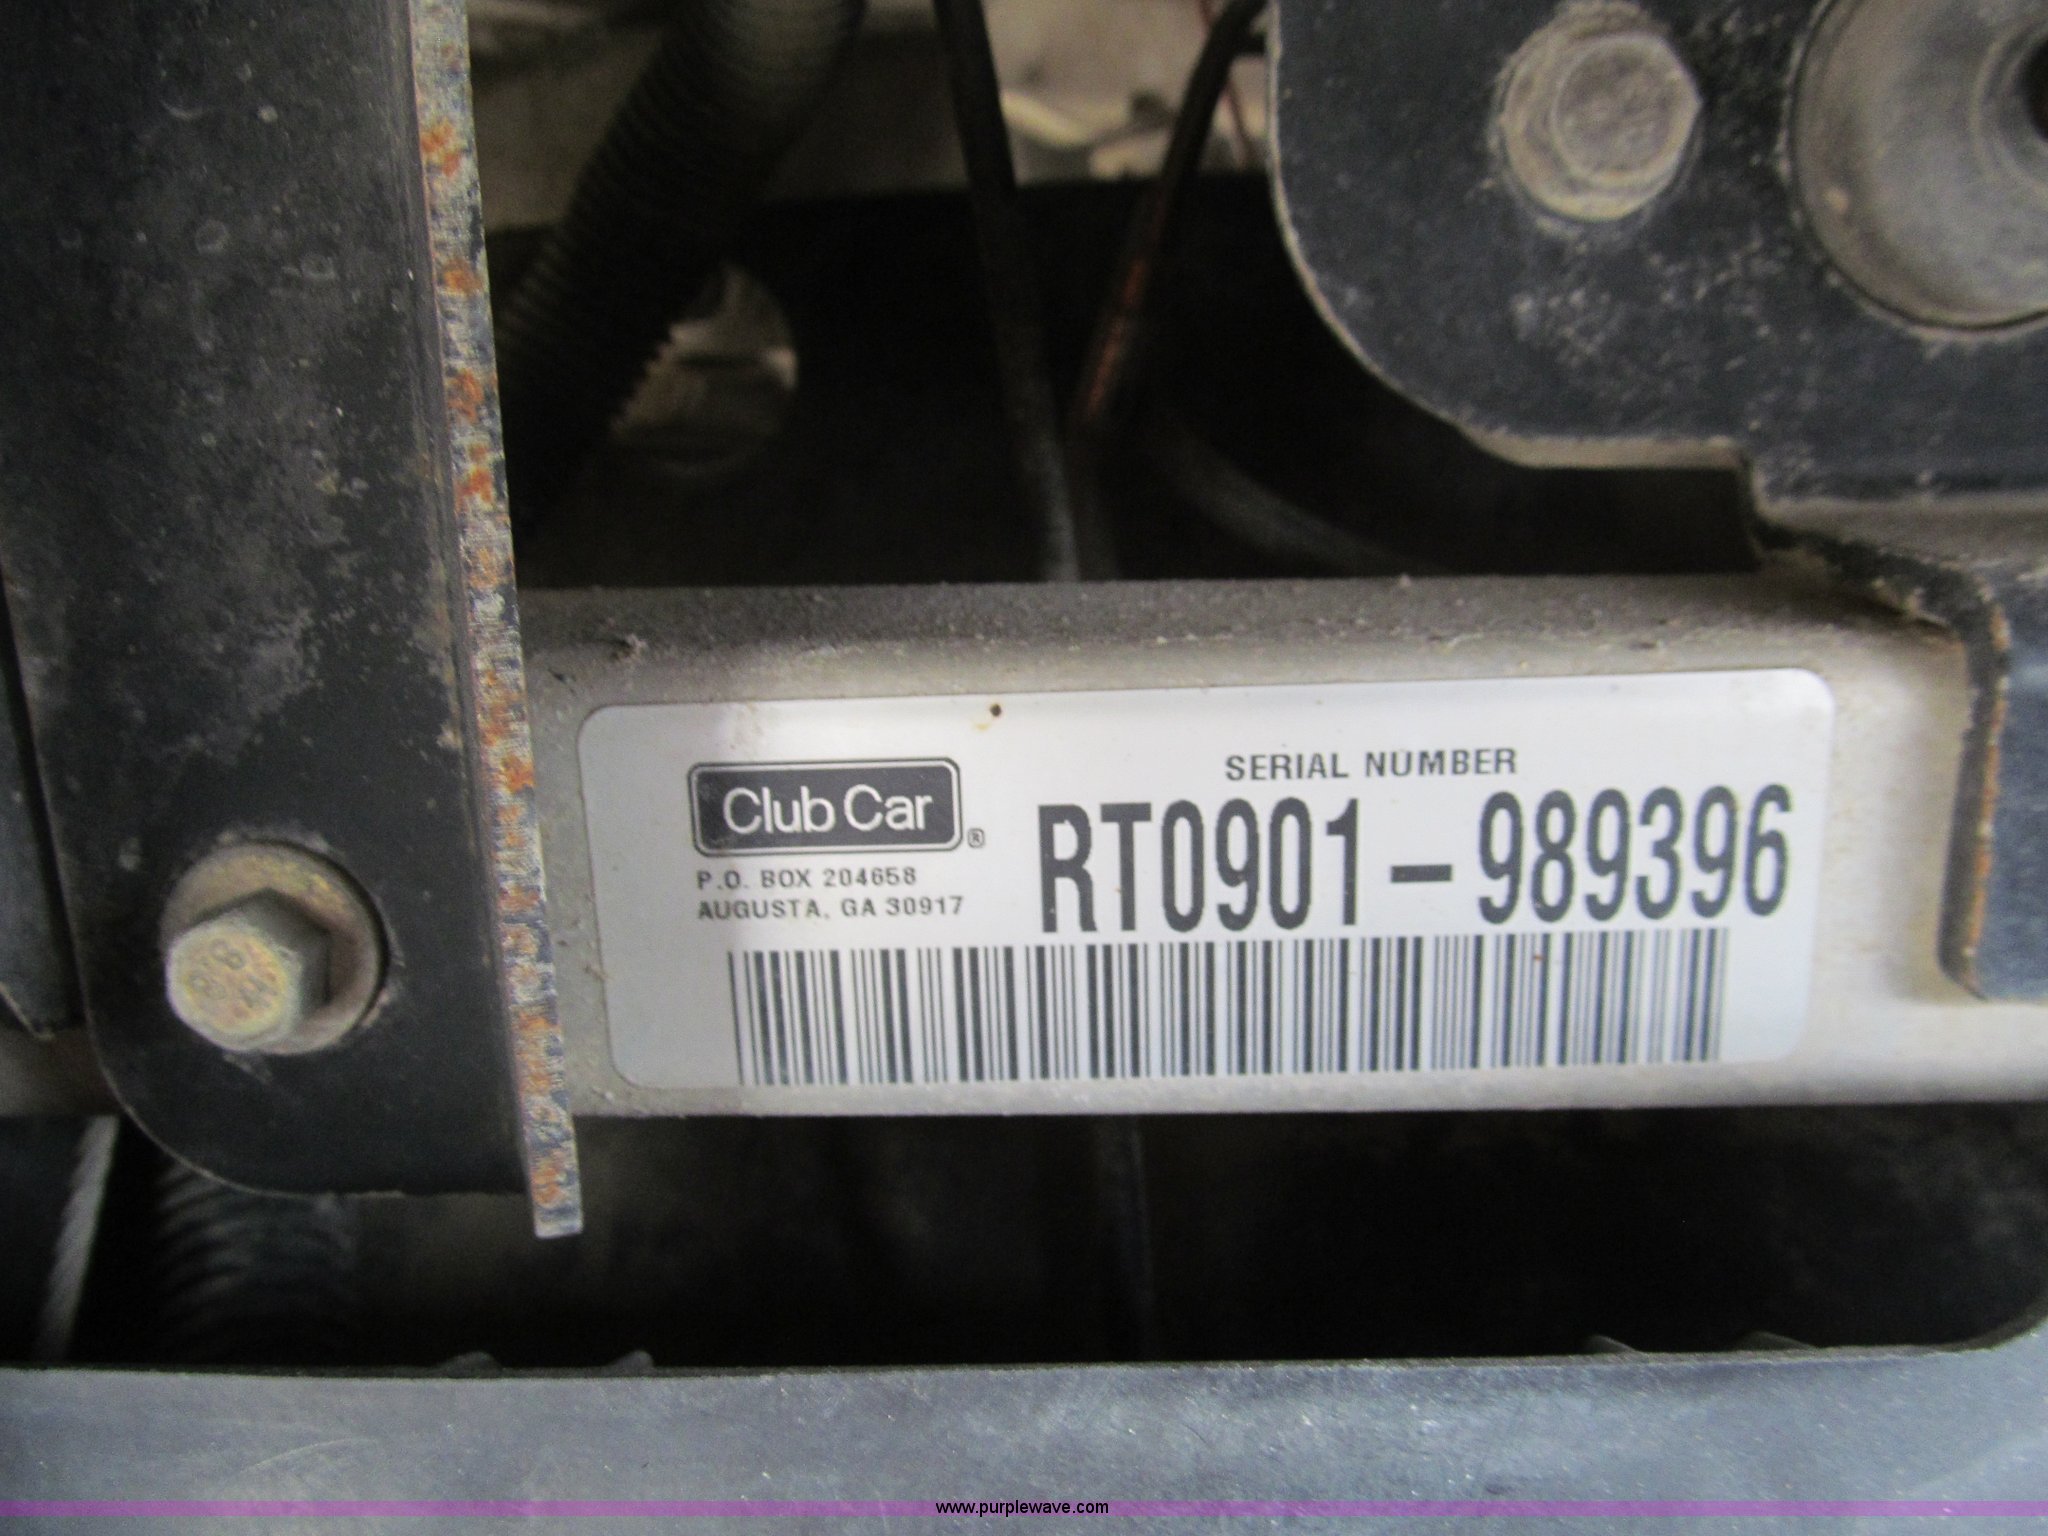 Club Car®
P.O. BOX 204658
AUGUSTA, GA 30917
SERIAL NUMBER
RT0901-989396
www.purplewave.com